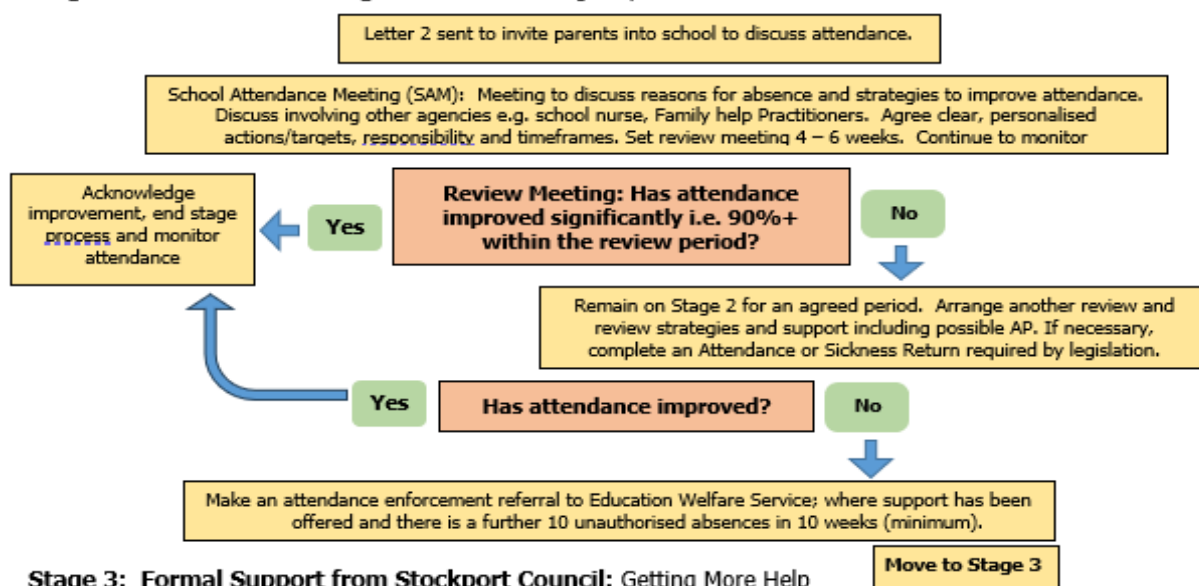 Letter 2 sent to invite parents into school to discuss attendance.
School Attendance Meeting (SAM): Meeting to discuss reasons for absence and strategies to improve attendance.
Discuss involving other agencies e.g. school nurse, Family help Practitioners. Agree clear, personalised
actions/targets, responsibility and timeframes. Set review meeting 4 – 6 weeks. Continue to monitor
Acknowledge
improvement, end stage
process and monitor
attendance
Yes
Review Meeting: Has attendance
improved significantly i.e. 90%+
within the review period?
No
Remain on Stage 2 for an agreed period. Arrange another review and
review strategies and support including possible AP. If necessary,
complete an Attendance or Sickness Return required by legislation.
Yes
Has attendance improved?
No
Make an attendance enforcement referral to Education Welfare Service; where support has been
offered and there is a further 10 unauthorised absences in 10 weeks (minimum).
Move to Stage 3
Stage 3: Formal Support from Stockport Council: Getting More Help